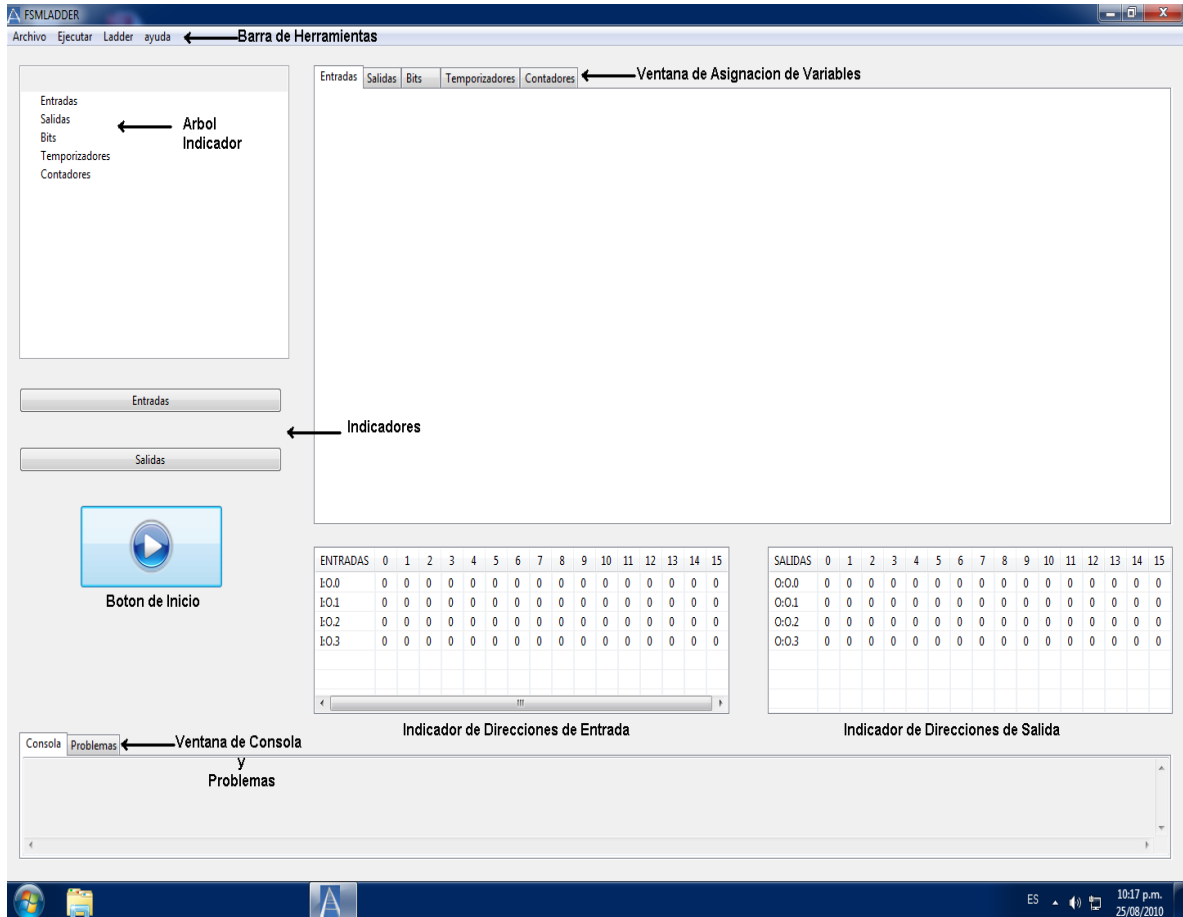 FSMLADDER
Archivo Ejecutar Ladder ayuda Barra de Herramientas
Entradas Salidas Bits Temporizadores Contadores Ventana de Asignacion de Variables
Entradas
Salidas
Bits
Temporizadores
Contadores
Arbol
Indicador
Entradas
Indicadores
Salidas
Boton de Inicio
ENTRADAS 0 1 2 3 4 5 6 7 8 9 10 11 12 13 14 15
I:O.0 0 0 0 0 0 0 0 0 0 0 0 0 0 0 0 0
I:O.1 0 0 0 0 0 0 0 0 0 0 0 0 0 0 0 0
I:O.2 0 0 0 0 0 0 0 0 0 0 0 0 0 0 0 0
I:O.3 0 0 0 0 0 0 0 0 0 0 0 0 0 0 0 0
Indicador de Direcciones de Entrada
SALIDAS 0 1 2 3 4 5 6 7 8 9 10 11 12 13 14 15
O:O.0 0 0 0 0 0 0 0 0 0 0 0 0 0 0 0 0
O:O.1 0 0 0 0 0 0 0 0 0 0 0 0 0 0 0 0
O:O.2 0 0 0 0 0 0 0 0 0 0 0 0 0 0 0 0
O:O.3 0 0 0 0 0 0 0 0 0 0 0 0 0 0 0 0
Indicador de Direcciones de Salida
Consola Problemas Ventana de Consola
y
Problemas
ES
10:17 p.m.
25/08/2010